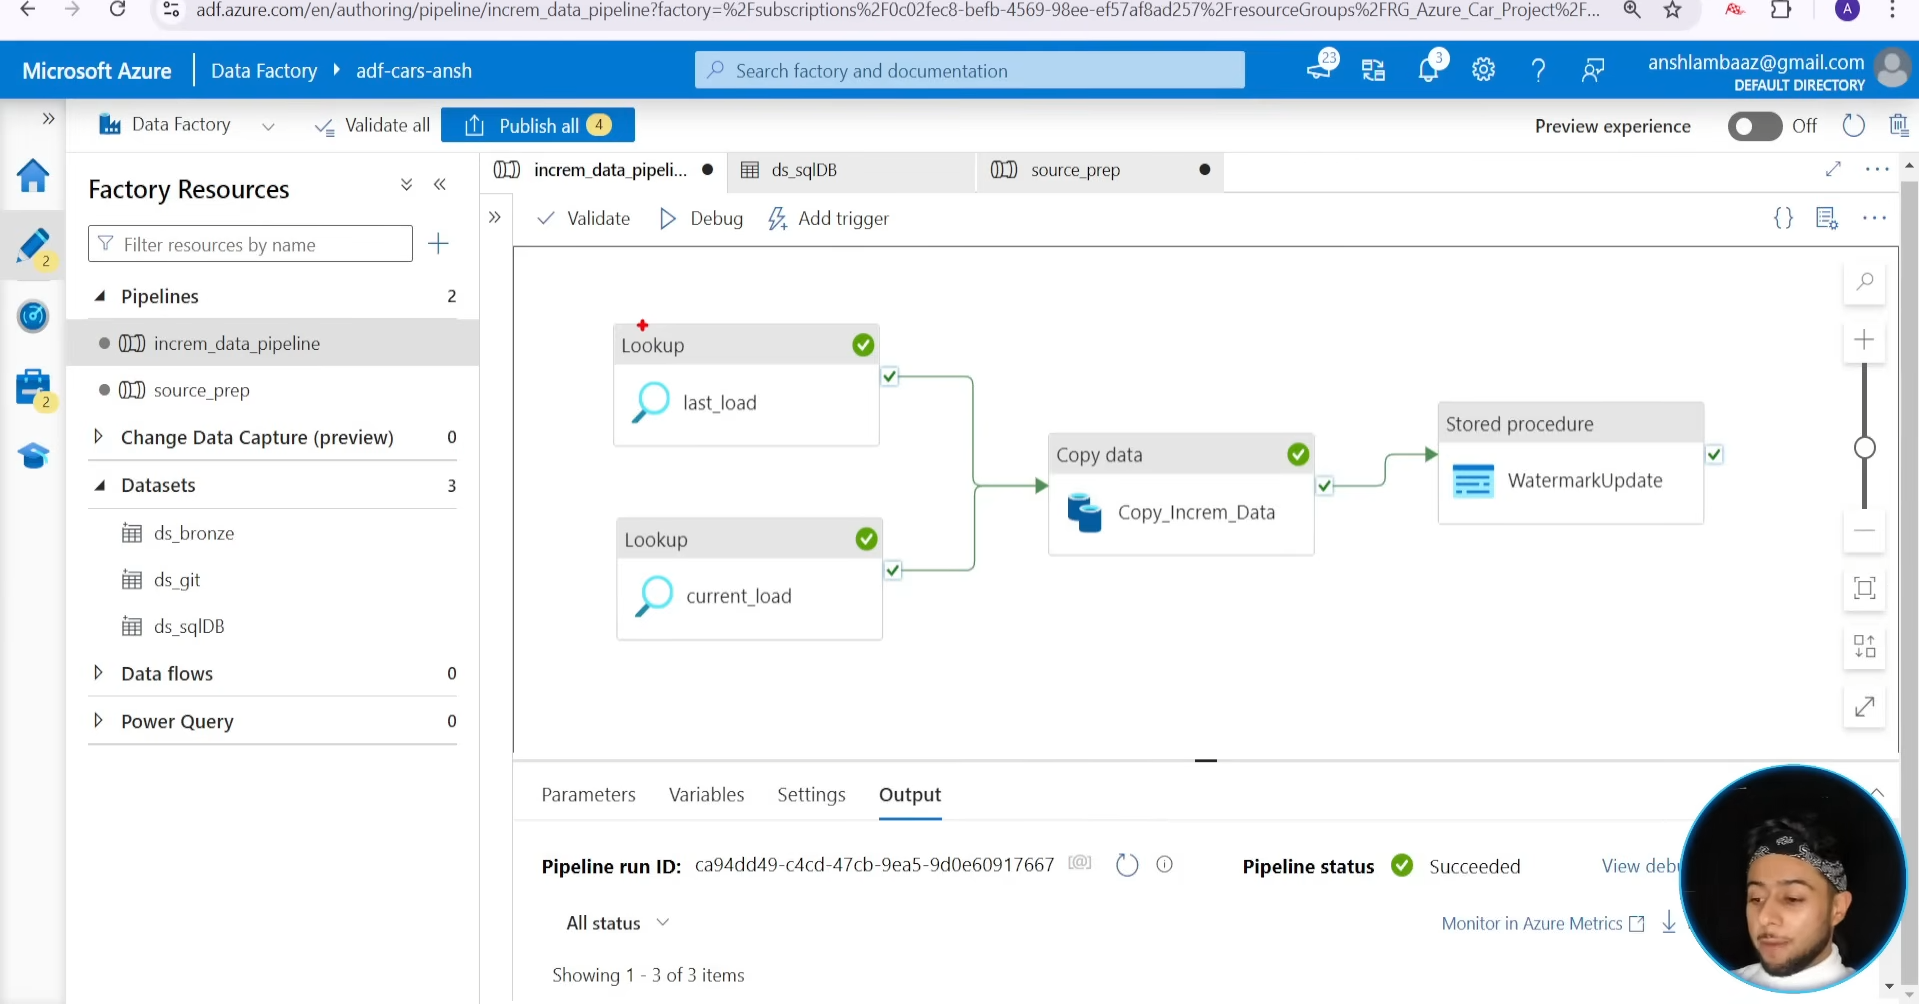 adf.azure.com/en/authoring/pipeline/increm_data_pipeline?factory=%2Fsubscriptions%2F0c02fec8-befb-4569-98ee-ef57af8ad257%2FresourceGroups%2FRG_Azure_Car_Project%2F...
A
Microsoft Azure Data Factory adf-cars-ansh
Search factory and documentation
23
3
anshlambaaz@gmail.com
DEFAULT DIRECTORY
Data Factory
Validate all
Publish all 4
Preview experience Off
Factory Resources
Filter resources by name
2
2
Pipelines 2
increm_data_pipeline
source_prep
Change Data Capture (preview) 0
Datasets 3
ds_bronze
ds_git
ds_sqlDB
Data flows 0
Power Query 0
increm_data_pipeli...
ds_sqlDB
source_prep
Validate
Debug
Add trigger
Lookup
last_load
Lookup
current_load
Copy data
Copy_Increm_Data
Stored procedure
WatermarkUpdate
Parameters
Variables
Settings
Output
Pipeline run ID: ca94dd49-c4cd-47cb-9ea5-9d0e60917667
Pipeline status Succeeded
View debu
All status
Monitor in Azure Metrics
Showing 1 - 3 of 3 items